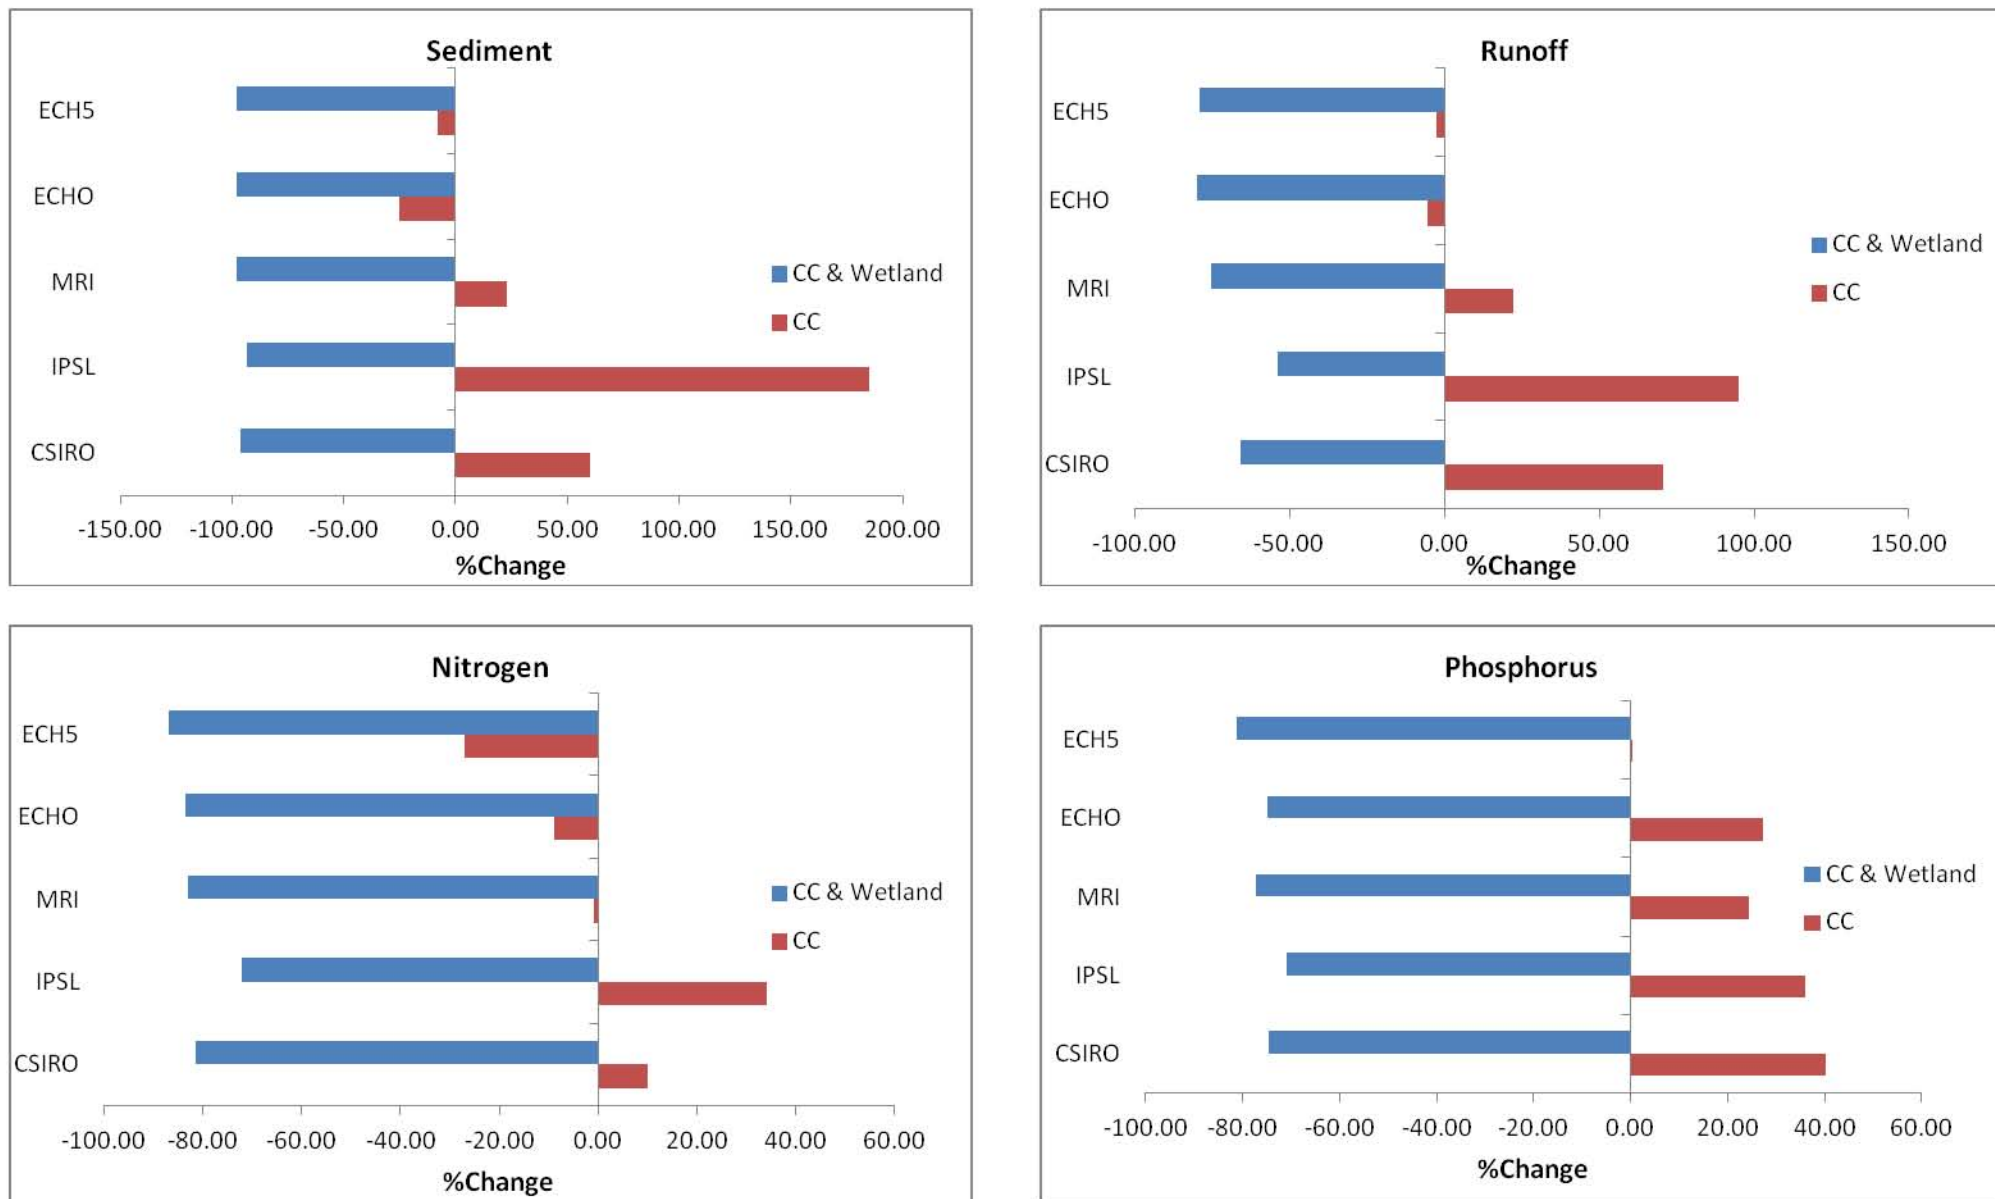 Sediment
ECH5
ECHO
MRI
IPSL
CSIRO
CC & Wetland
CC
-150.00 -100.00 -50.00 0.00 50.00 100.00 150.00 200.00
%Change
Runoff
ECH5
ECHO
MRI
IPSL
CSIRO
CC & Wetland
CC
-100.00 -50.00 0.00 50.00 100.00 150.00
%Change
Nitrogen
ECH5
ECHO
MRI
IPSL
CSIRO
CC & Wetland
CC
-100.00 -80.00 -60.00 -40.00 -20.00 0.00 20.00 40.00 60.00
%Change
Phosphorus
ECH5
ECHO
MRI
IPSL
CSIRO
CC & Wetland
CC
-100.00 -80.00 -60.00 -40.00 -20.00 0.00 20.00 40.00 60.00
%Change